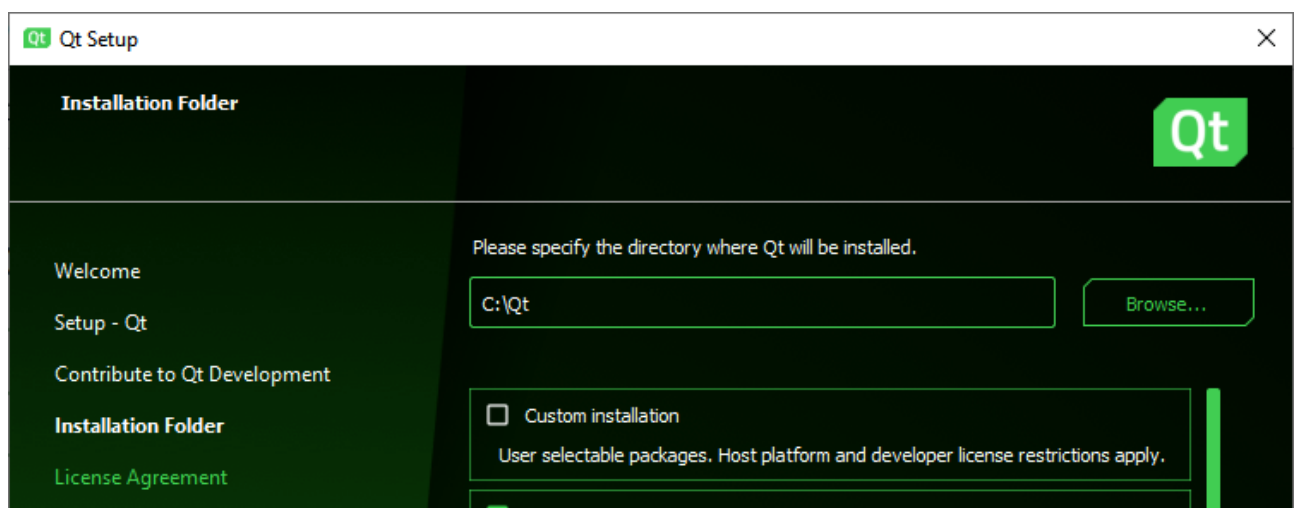 Qt Qt Setup
Installation Folder
Qt
Please specify the directory where Qt will be installed.
C:\Qt
Browse...
Welcome
Setup - Qt
Contribute to Qt Development
Installation Folder
License Agreement
Custom installation
User selectable packages. Host platform and developer license restrictions apply.